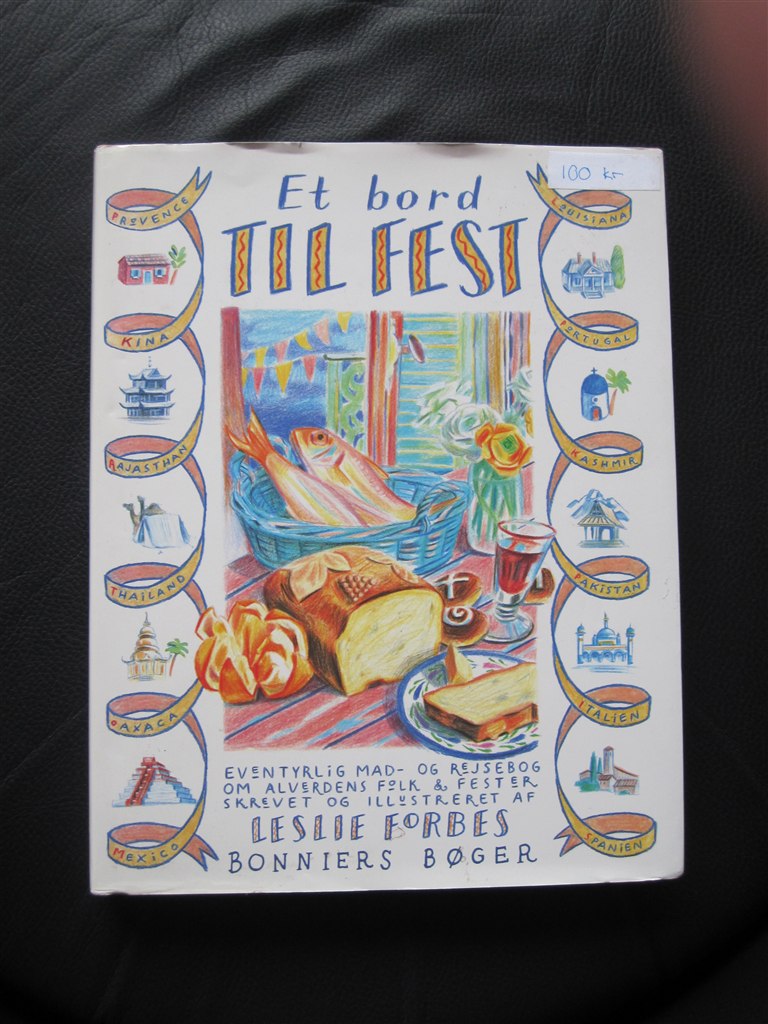 100 kr
Et bord
TIL FEST
PROVENCE
KINA
RAJASTHAN
THAILAND
OAXACA
MEXICO
LOUISIANA
PORTUGAL
KASHMIR
PAKISTAN
ITALIEN
SPANIEN
EVENTYRLIG MAD- OG REJSEBOG
OM ALVERDENS FOLK & FESTER
SKREVET OG ILLUSTRERET AF
LESLIE FORBES
BONNIERS BØGER